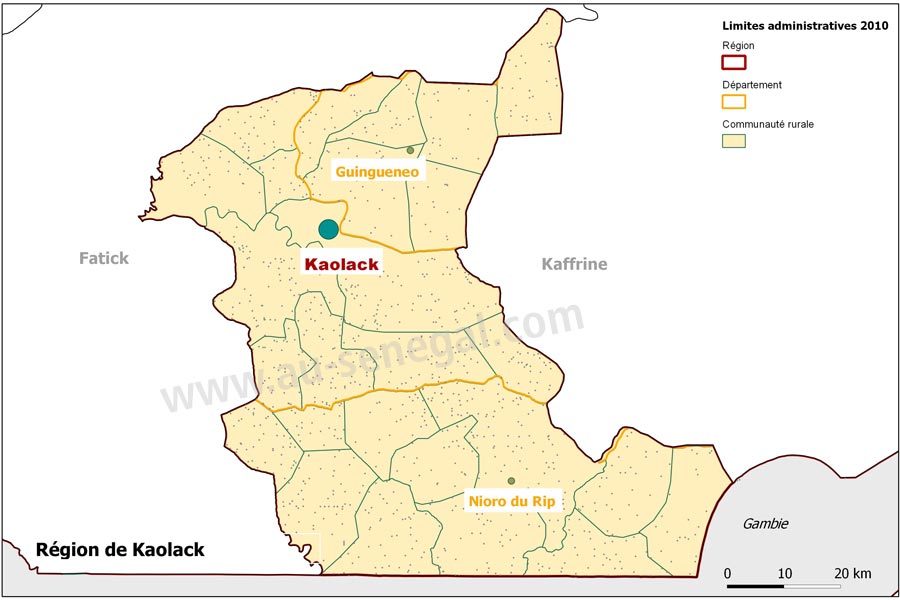 Limites administratives 2010
Région
Département
Communauté rurale
Guingueneo
Kaolack
Fatick
Kaffrine
www.au-senegal.com
Nioro du Rip
Gambie
Région de Kaolack
0 10 20 km